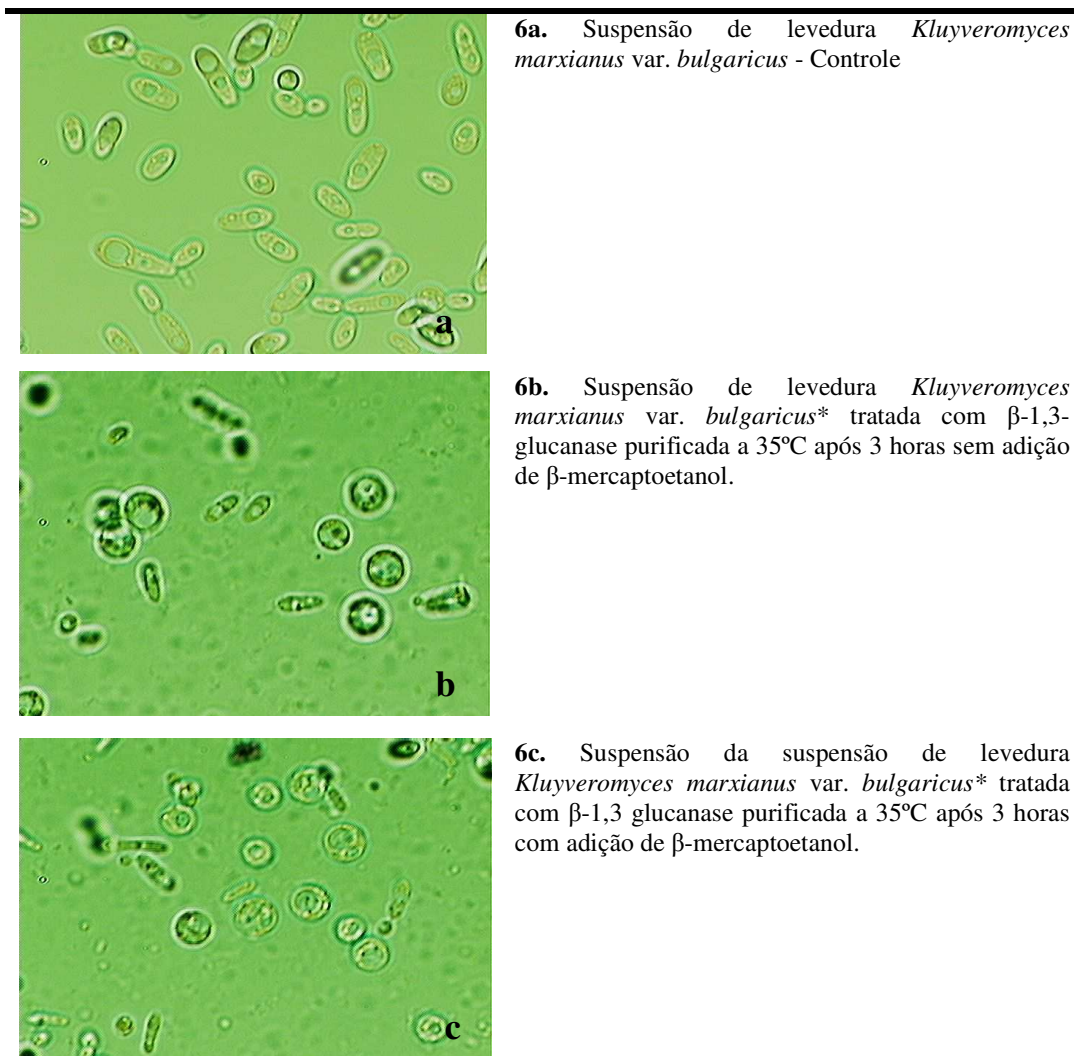 6a. Suspensão de levedura Kluyveromyces
marxianus var. bulgaricus - Controle
a
6b. Suspensão de levedura Kluyveromyces
marxianus var. bulgaricus* tratada com β-1,3-
glucanase purificada a 35ºC após 3 horas sem adição
de β-mercaptoetanol.
b
6c. Suspensão da suspensão de levedura
Kluyveromyces marxianus var. bulgaricus* tratada
com β-1,3 glucanase purificada a 35ºC após 3 horas
com adição de β-mercaptoetanol.
c